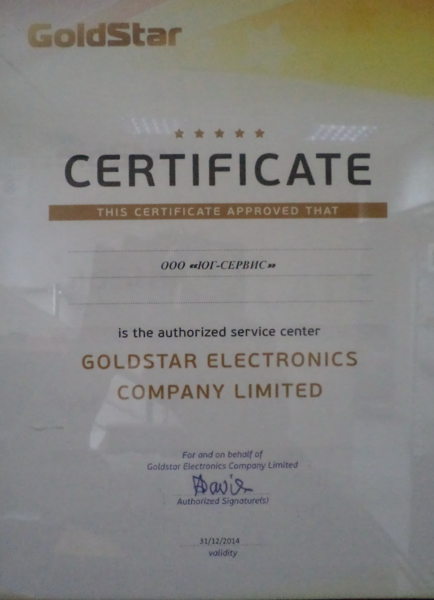 GoldStar
CERTIFICATE
THIS CERTIFICATE APPROVED THAT
ООО «ЮГ-СЕРВИС»
is the authorized service center
GOLDSTAR ELECTRONICS
COMPANY LIMITED
For and on behalf of
Goldstar Electronics Company Limited
Authorized Signature(s)
31/12/2014
validity